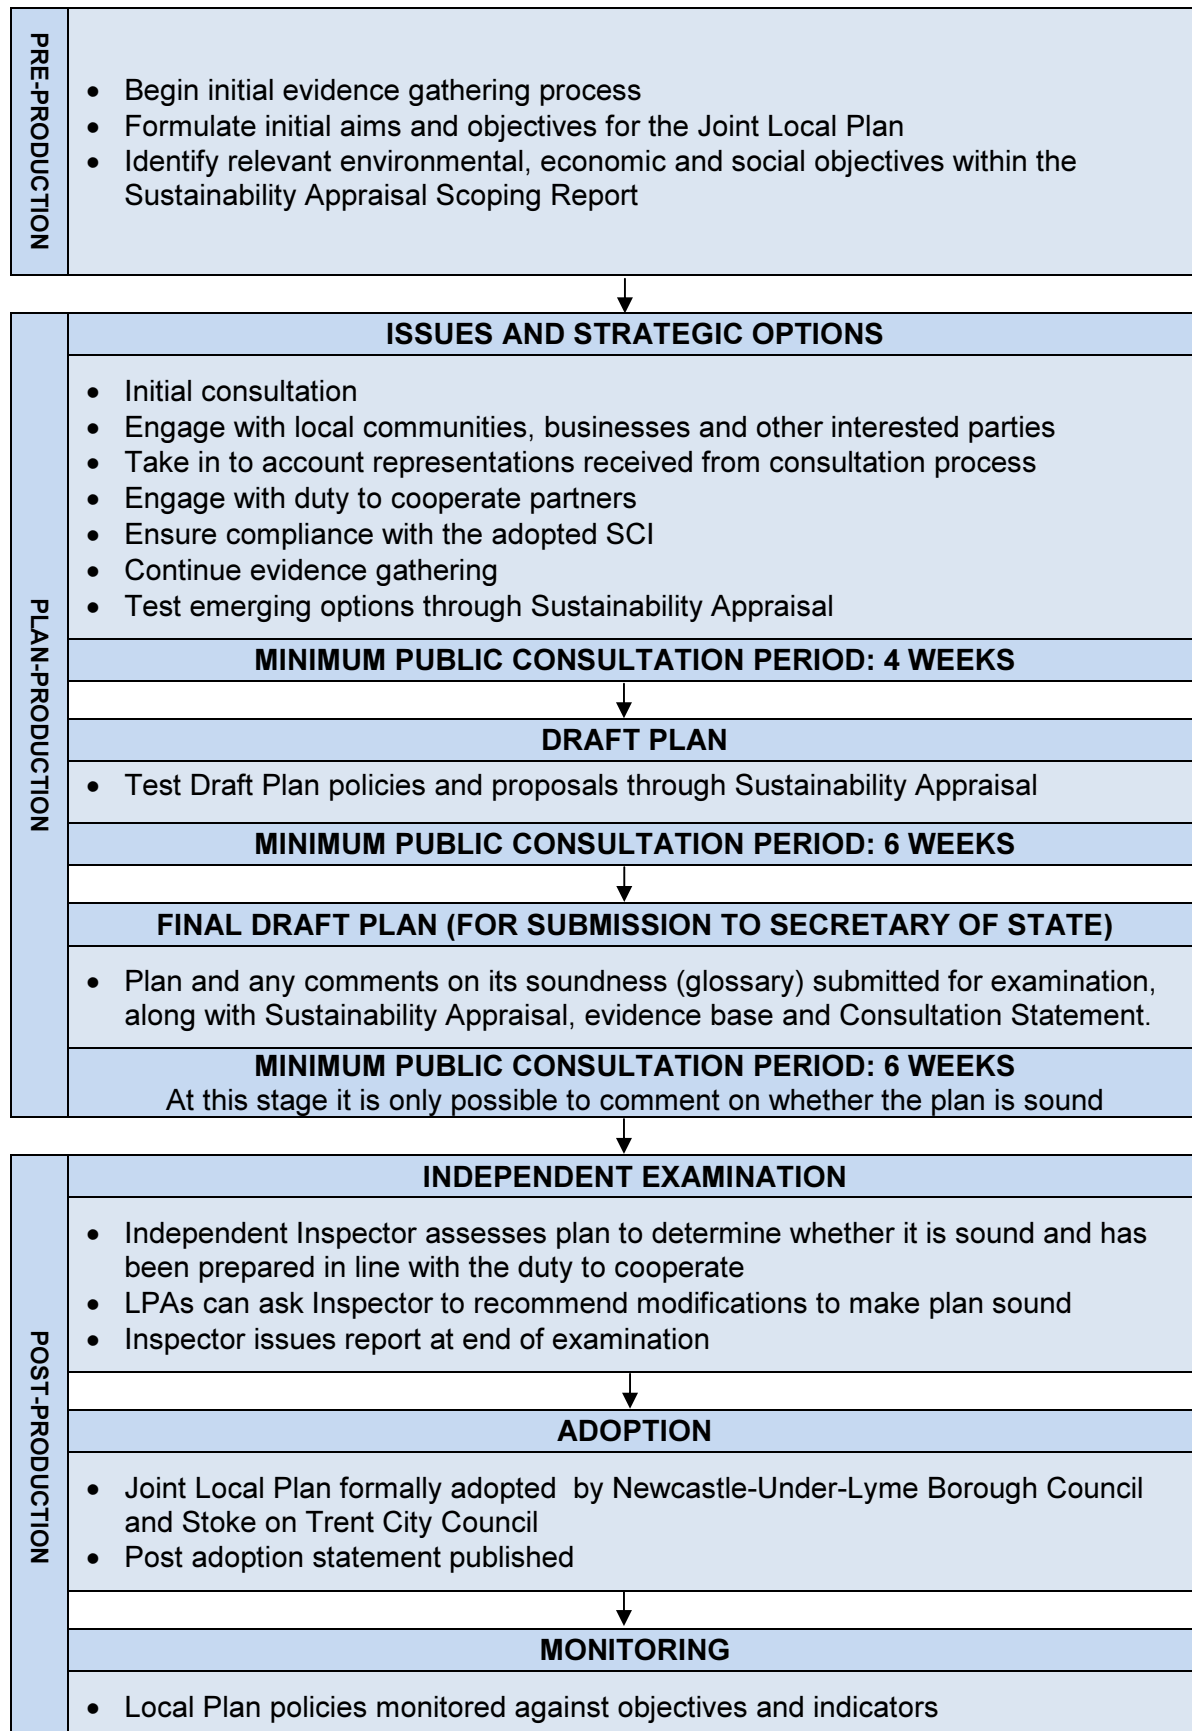 PRE-PRODUCTION
• Begin initial evidence gathering process
• Formulate initial aims and objectives for the Joint Local Plan
• Identify relevant environmental, economic and social objectives within the
Sustainability Appraisal Scoping Report
PLAN-PRODUCTION
ISSUES AND STRATEGIC OPTIONS
• Initial consultation
• Engage with local communities, businesses and other interested parties
• Take in to account representations received from consultation process
• Engage with duty to cooperate partners
• Ensure compliance with the adopted SCI
• Continue evidence gathering
• Test emerging options through Sustainability Appraisal
MINIMUM PUBLIC CONSULTATION PERIOD: 4 WEEKS
DRAFT PLAN
• Test Draft Plan policies and proposals through Sustainability Appraisal
MINIMUM PUBLIC CONSULTATION PERIOD: 6 WEEKS
FINAL DRAFT PLAN (FOR SUBMISSION TO SECRETARY OF STATE)
• Plan and any comments on its soundness (glossary) submitted for examination,
along with Sustainability Appraisal, evidence base and Consultation Statement.
MINIMUM PUBLIC CONSULTATION PERIOD: 6 WEEKS
At this stage it is only possible to comment on whether the plan is sound
POST-PRODUCTION
INDEPENDENT EXAMINATION
• Independent Inspector assesses plan to determine whether it is sound and has
been prepared in line with the duty to cooperate
• LPAs can ask Inspector to recommend modifications to make plan sound
• Inspector issues report at end of examination
ADOPTION
• Joint Local Plan formally adopted  by Newcastle-Under-Lyme Borough Council
and Stoke on Trent City Council
• Post adoption statement published
MONITORING
• Local Plan policies monitored against objectives and indicators